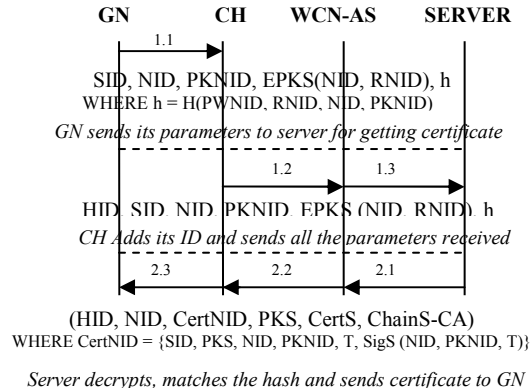 GN CH WCN-AS SERVER
1.1
SID, NID, PKNID, EPKS(NID, RNID), h
WHERE h = H(PWNID, RNID, NID, PKNID)
GN sends its parameters to server for getting certificate
1.2 1.3
HID, SID, NID, PKNID, EPKS (NID, RNID), h
CH Adds its ID and sends all the parameters received
2.3 2.2 2.1
(HID, NID, CertNID, PKS, CertS, ChainS-CA)
WHERE CertNID = {SID, PKS, NID, PKNID, T, SigS (NID, PKNID, T)}
Server decrypts, matches the hash and sends certificate to GN